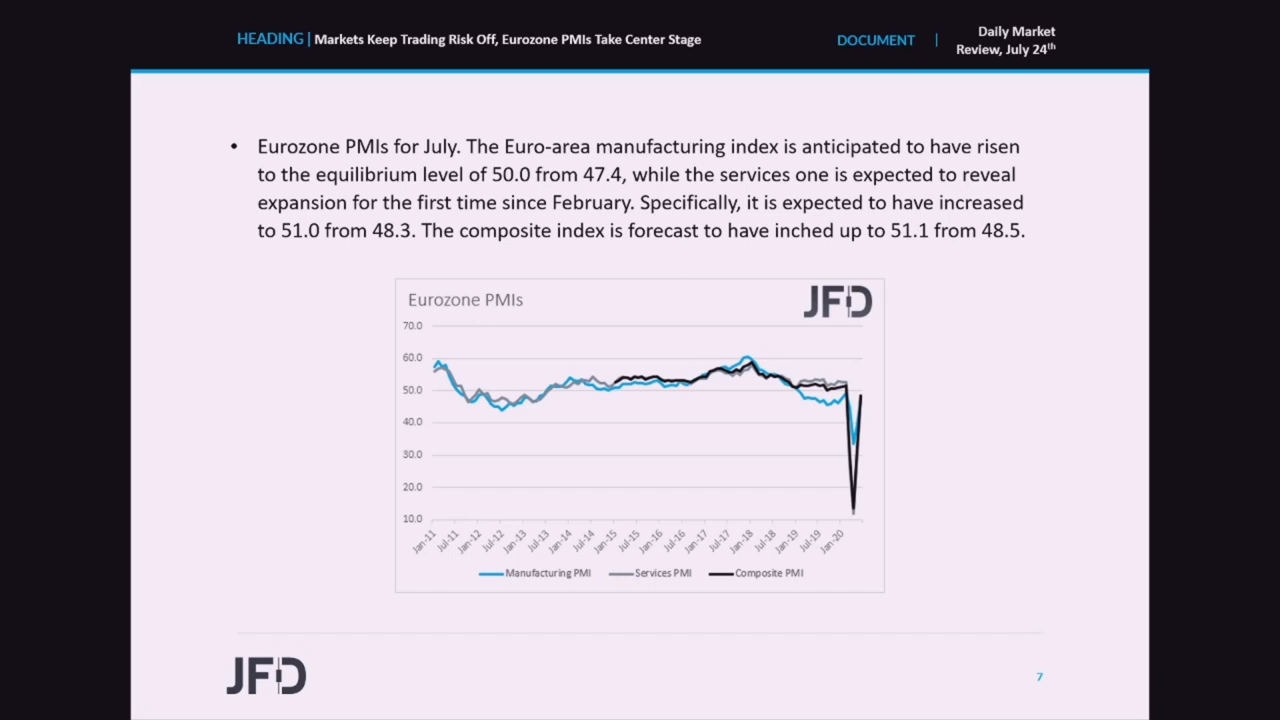 HEADING | Markets Keep Trading Risk Off, Eurozone PMIs Take Center Stage
DOCUMENT |
Daily Market
Review, July 24th
• Eurozone PMIs for July. The Euro-area manufacturing index is anticipated to have risen
to the equilibrium level of 50.0 from 47.4, while the services one is expected to reveal
expansion for the first time since February. Specifically, it is expected to have increased
to 51.0 from 48.3. The composite index is forecast to have inched up to 51.1 from 48.5.
Eurozone PMIs
JFD
70.0
60.0
50.0
40.0
30.0
20.0
10.0
Jan-11 Jul-11 Jan-12 Jul-12 Jan-13 Jul-13 Jan-14 Jul-14 Jan-15 Jul-15 Jan-16 Jul-16 Jan-17 Jul-17 Jan-18 Jul-18 Jan-19 Jul-19 Jan-20
Manufacturing PMI Services PMI Composite PMI
JFD
7